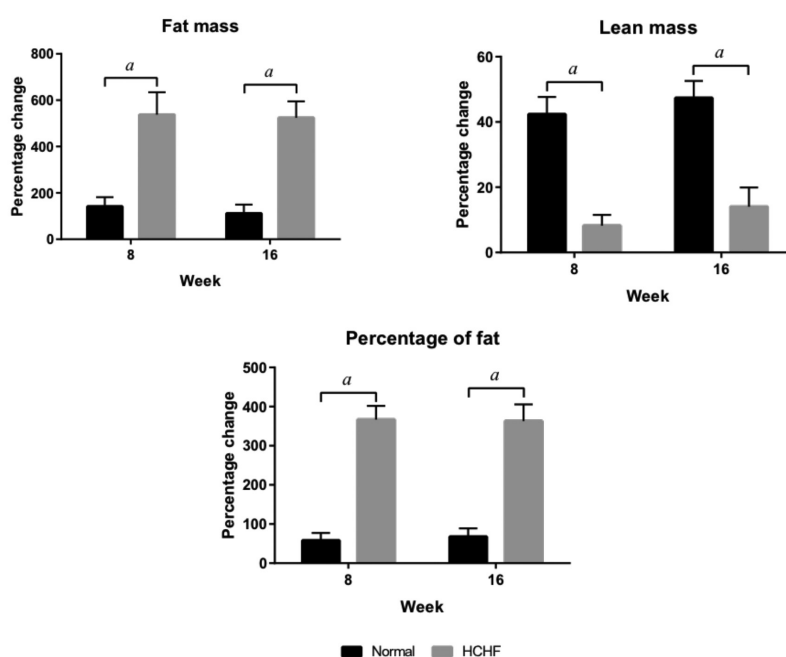 Fat mass
Percentage change
800
600
400
200
0
a
a
8
16
Week
Lean mass
Percentage change
60
40
20
0
a
a
8
16
Week
Percentage of fat
Percentage change
500
400
300
200
100
0
a
a
8
16
Week
Normal HCHF